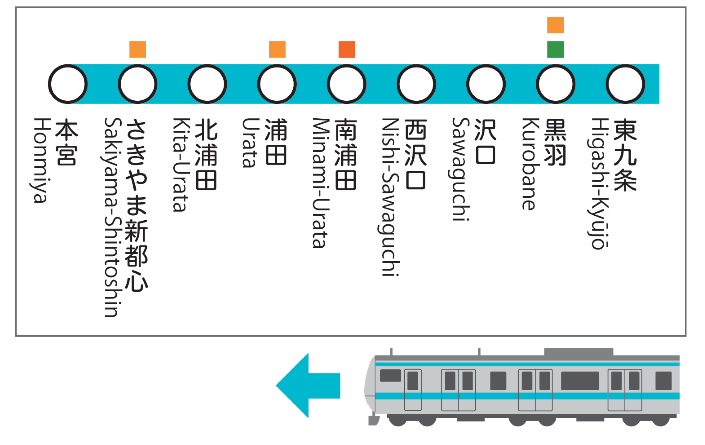 本宮
Honmiya
さきやま新都心
Sakiyama-Shintoshin
北浦田
Kita-Urata
浦田
Urata
南浦田
Minami-Urata
西沢口
Nishi-Sawaguchi
沢口
Sawaguchi
黒羽
Kurobane
東九条
Higashi-Kyūjō